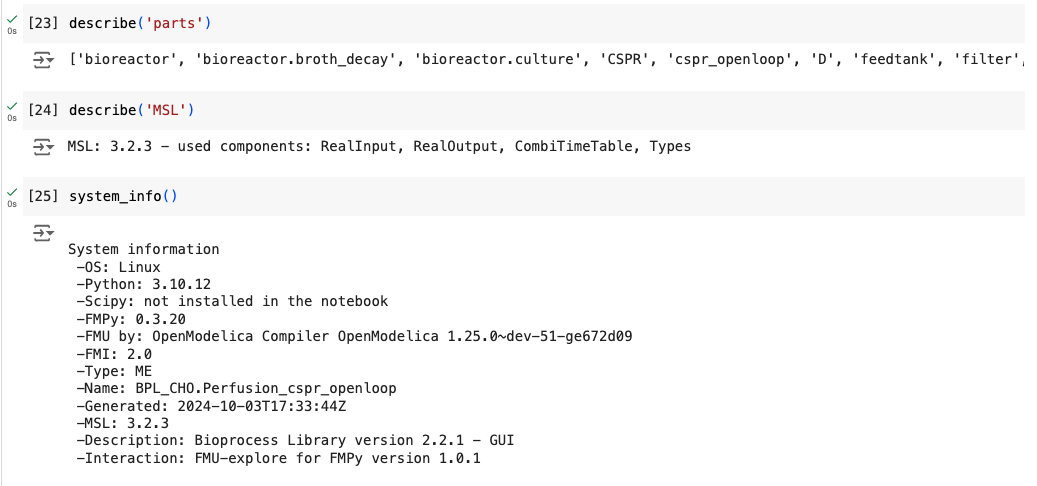 0s [23] describe('parts')
['bioreactor', 'bioreactor.broth_decay', 'bioreactor.culture', 'CSPR', 'cspr_openloop', 'D', 'feedtank', 'filter',
0s [24] describe('MSL')
MSL: 3.2.3 – used components: RealInput, RealOutput, CombiTimeTable, Types
0s [25] system_info()
System information
-OS: Linux
-Python: 3.10.12
-Scipy: not installed in the notebook
-FMPy: 0.3.20
-FMU by: OpenModelica Compiler OpenModelica 1.25.0~dev-51-ge672d09
-FMI: 2.0
-Type: ME
-Name: BPL_CHO.Perfusion_cspr_openloop
-Generated: 2024-10-03T17:33:44Z
-MSL: 3.2.3
-Description: Bioprocess Library version 2.2.1 - GUI
-Interaction: FMU-explore for FMPy version 1.0.1